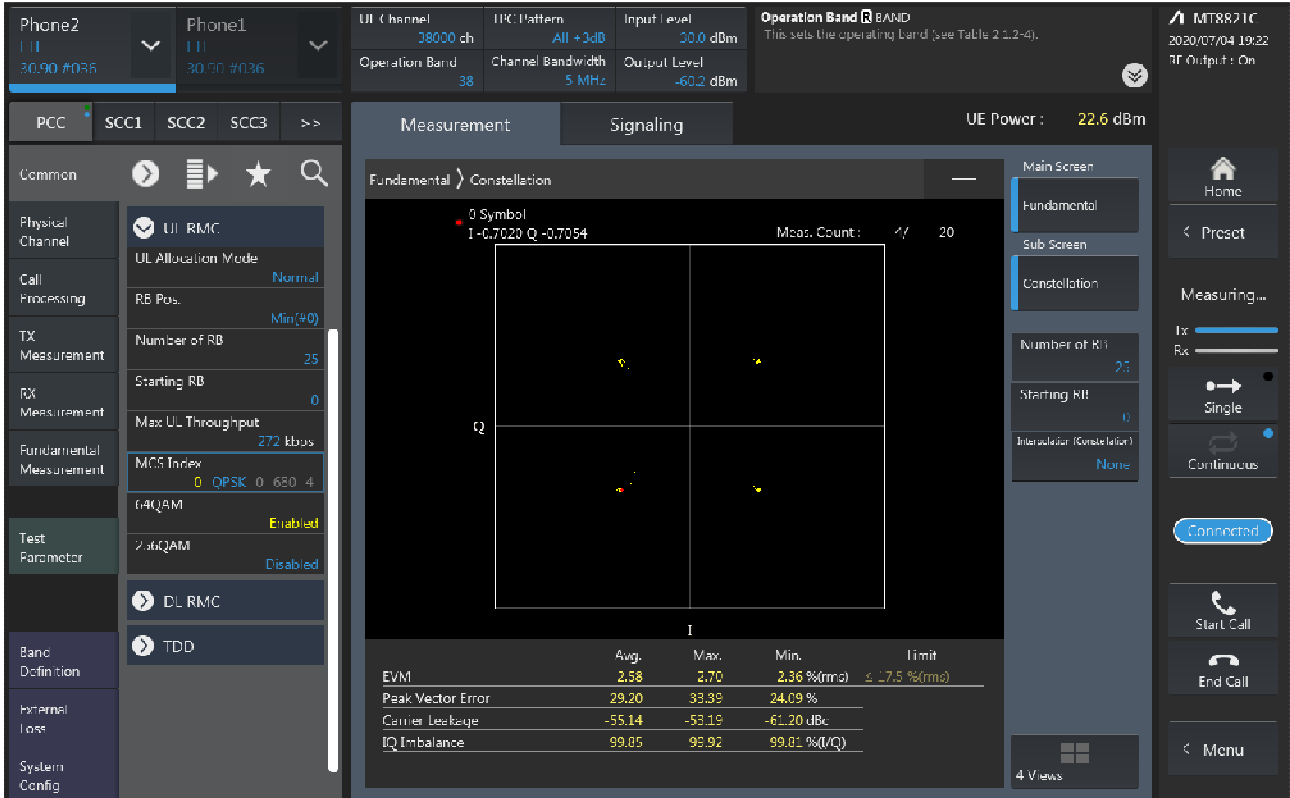 Phone2
LTE
30.90 #036
Phone1
LTE
30.90 #036
UL Channel
38000 ch
TPC Pattern
All +3dB
Input Level
30.0 dBm
Operation Band
38
Channel Bandwidth
5 MHz
Output Level
-60.2 dBm
Operation Band R BAND
This sets the operating band (see Table 2.1.2-4).
MT8821C
2020/07/04 19:22
RF Output : On
PCC
SCC1
SCC2
SCC3
>>
Measurement
Signaling
UE Power : 22.6 dBm
Common
Physical
Channel
Call
Processing
TX
Measurement
RX
Measurement
Fundamental
Measurement
Test
Parameter
Band
Definition
External
Loss
System
Config
UL RMC
UL Allocation Mode
Normal
RB Pos.
Min(#0)
Number of RB
25
Starting RB
0
Max UL Throughput
272 kbps
MCS Index
0 QPSK 0 680 4
64QAM
Enabled
256QAM
Disabled
DL RMC
TDD
Fundamental > Constellation
0 Symbol
I -0.7020 Q -0.7054
Meas. Count : 4/ 20
Q
I
Avg. Max. Min. Limit
EVM 2.58 2.70 2.36 %(rms) ≤ 17.5 %(rms)
Peak Vector Error 29.20 33.39 24.09 %
Carrier Leakage -55.14 -53.19 -61.20 dBc
IQ Imbalance 99.85 99.92 99.81 %(I/Q)
Main Screen
Fundamental
Sub Screen
Constellation
Number of RB
25
Starting RB
0
Interpolation (Constellation)
None
4 Views
Home
< Preset
Measuring...
Tx
Rx
Single
Continuous
Connected
Start Call
End Call
< Menu